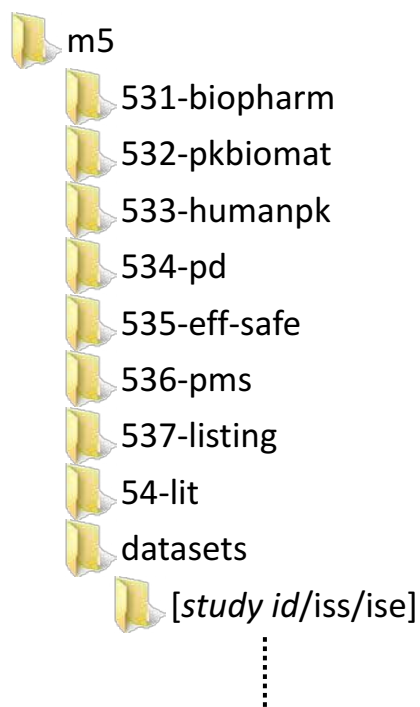 m5
531-biopharm
532-pkbiomat
533-humanpk
534-pd
535-eff-safe
536-pms
537-listing
54-lit
datasets
[study id/iss/ise]